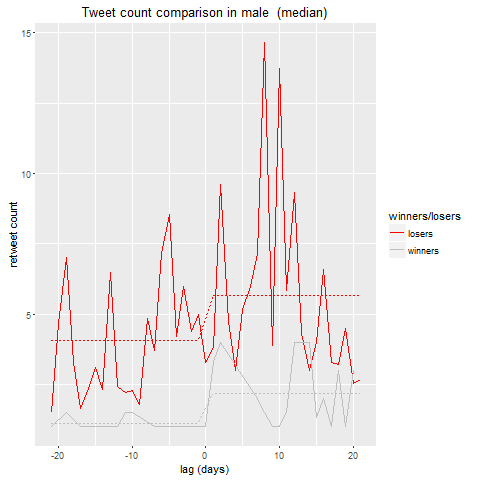 Tweet count comparison in male (median)
retweet count
15
10
5
-20
-10
0
10
20
lag (days)
winners/losers
losers
winners